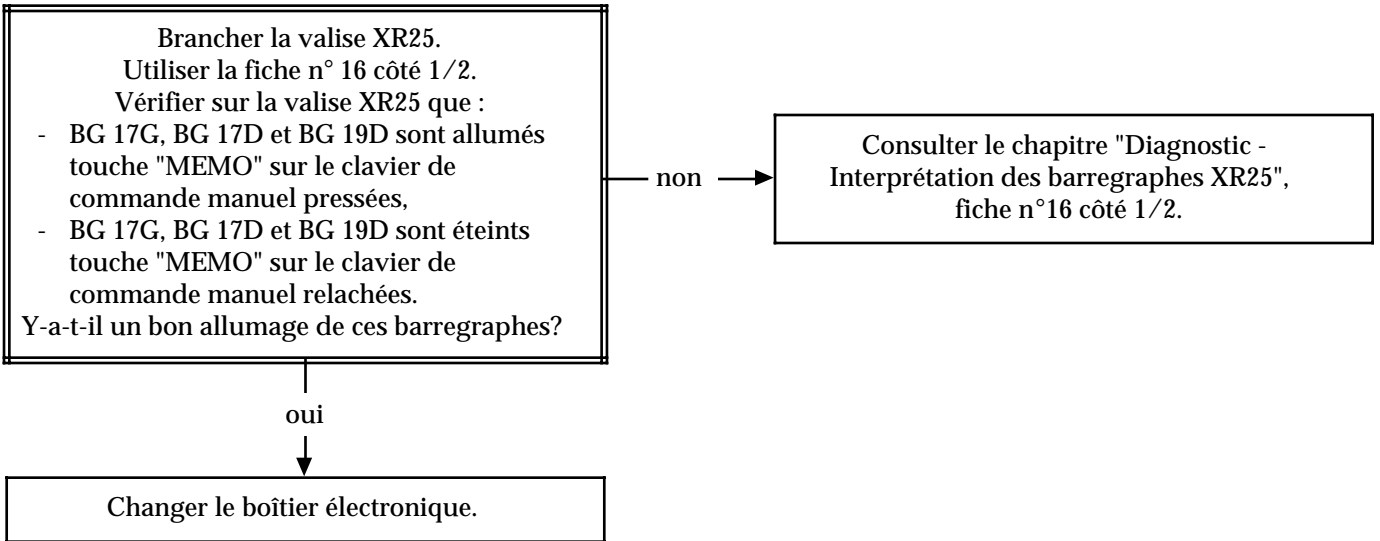 Brancher la valise XR25.
Utiliser la fiche n° 16 côté 1/2.
Vérifier sur la valise XR25 que :
- BG 17G, BG 17D et BG 19D sont allumés
touche "MEMO" sur le clavier de
commande manuel pressées,
- BG 17G, BG 17D et BG 19D sont éteints
touche "MEMO" sur le clavier de
commande manuel relachées.
Y-a-t-il un bon allumage de ces barregraphes?
non
Consulter le chapitre "Diagnostic -
Interprétation des barregraphes XR25",
fiche n°16 côté 1/2.
oui
Changer le boîtier électronique.